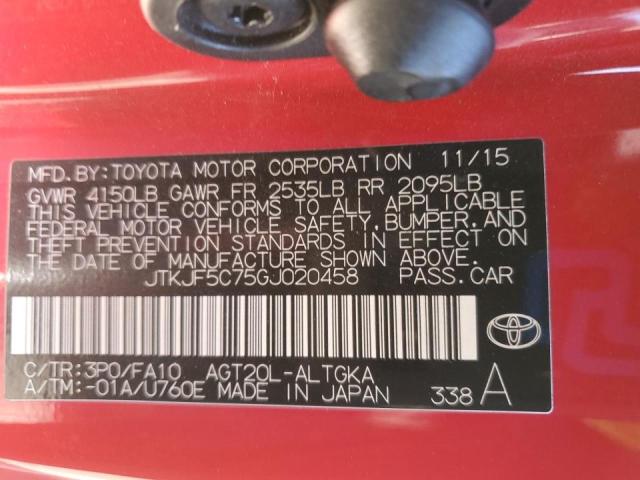 MFD. BY: TOYOTA MOTOR CORPORATION 11/15
GVWR 4150LB GAWR FR 2535LB RR 2095LB
THIS VEHICLE CONFORMS TO ALL APPLICABLE
FEDERAL MOTOR VEHICLE SAFETY, BUMPER, AND
THEFT PREVENTION STANDARDS IN EFFECT ON
THE DATE OF MANUFACTURE SHOWN ABOVE.
JTKJF5C75GJ020458 PASS. CAR
C/TR: 3P0/FA10 AGT20L-ALTGKA
A/TM: -01A/U760E MADE IN JAPAN 338 A